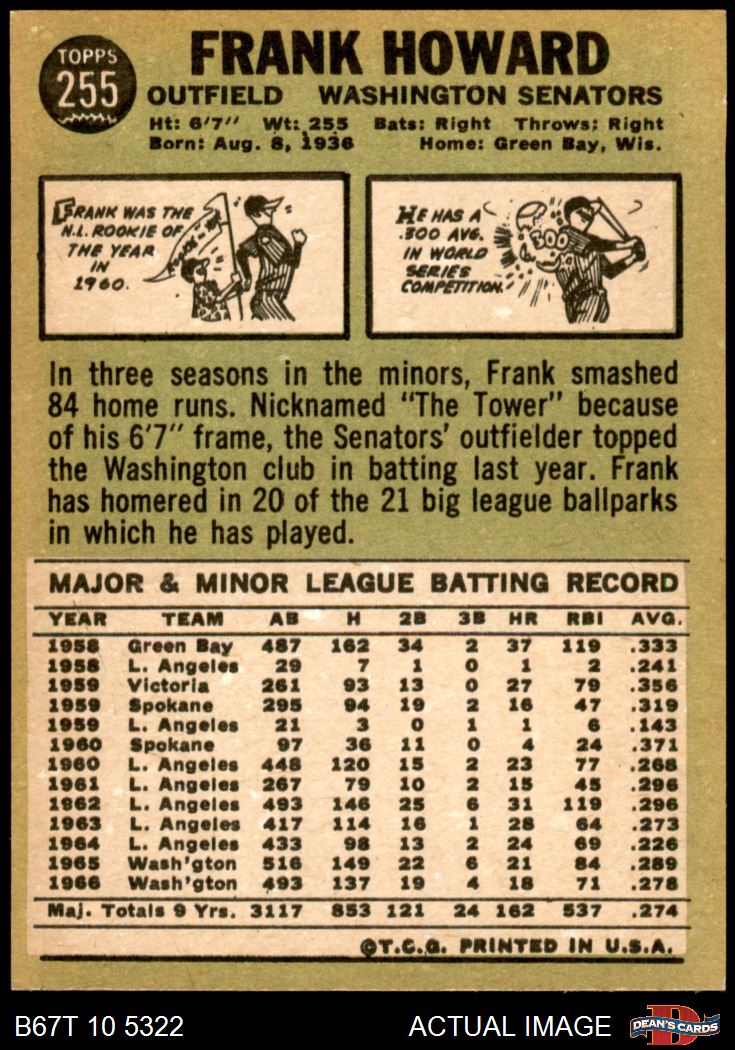 TOPPS
255
FRANK HOWARD
OUTFIELD WASHINGTON SENATORS
Ht: 6'7" Wt: 255 Bats: Right Throws: Right
Born: Aug. 8, 1936 Home: Green Bay, Wis.
FRANK WAS THE
N.L. ROOKIE OF
THE YEAR
IN
1960.
HE HAS A
.300 AVG.
IN WORLD
SERIES
COMPETITION.
300
In three seasons in the minors, Frank smashed
84 home runs. Nicknamed "The Tower" because
of his 6'7" frame, the Senators' outfielder topped
the Washington club in batting last year. Frank
has homered in 20 of the 21 big league ballparks
in which he has played.
MAJOR & MINOR LEAGUE BATTING RECORD
YEAR TEAM AB H 2B 3B HR RBI AVG.
1958 Green Bay 487 162 34 2 37 119 .333
1958 L. Angeles 29 7 1 0 1 2 .241
1959 Victoria 261 93 13 0 27 79 .356
1959 Spokane 295 94 19 2 16 47 .319
1959 L. Angeles 21 3 0 1 1 6 .143
1960 Spokane 97 36 11 0 4 24 .371
1960 L. Angeles 448 120 15 2 23 77 .268
1961 L. Angeles 267 79 10 2 15 45 .296
1962 L. Angeles 493 146 25 6 31 119 .296
1963 L. Angeles 417 114 16 1 28 64 .273
1964 L. Angeles 433 98 13 2 24 69 .226
1965 Wash'gton 516 149 22 6 21 84 .289
1966 Wash'gton 493 137 19 4 18 71 .278
Maj. Totals 9 Yrs. 3117 853 121 24 162 537 .274
©T.C.G. PRINTED IN U.S.A.
B67T 10 5322 ACTUAL IMAGE
DEAN'S CARDS